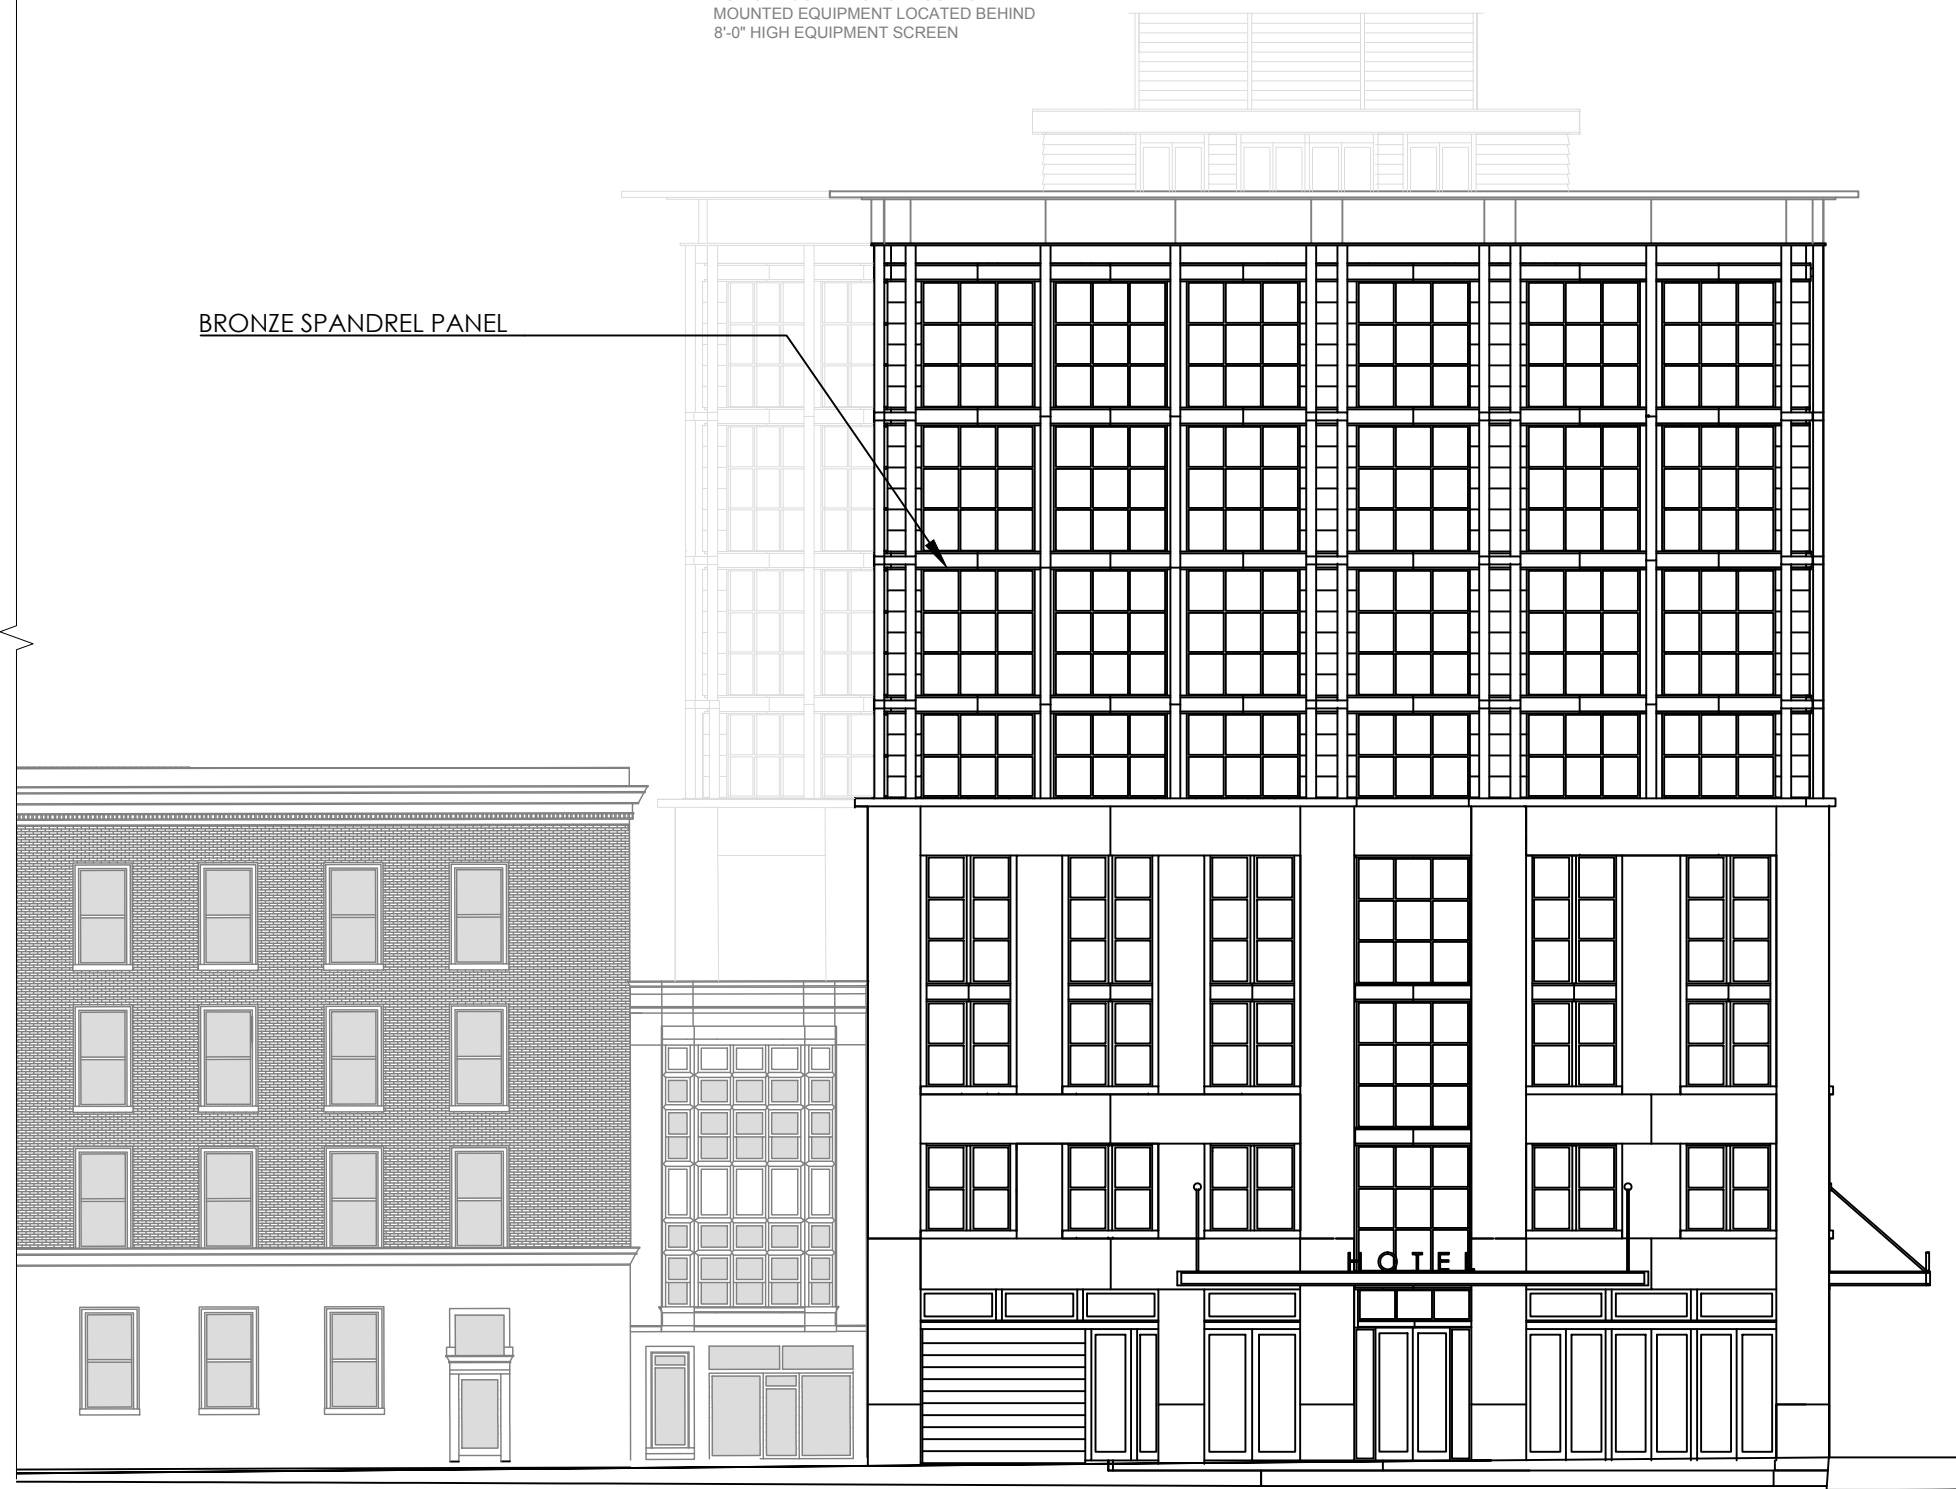 MOUNTED EQUIPMENT LOCATED BEHIND
8'-0" HIGH EQUIPMENT SCREEN
BRONZE SPANDREL PANEL
HOTEL